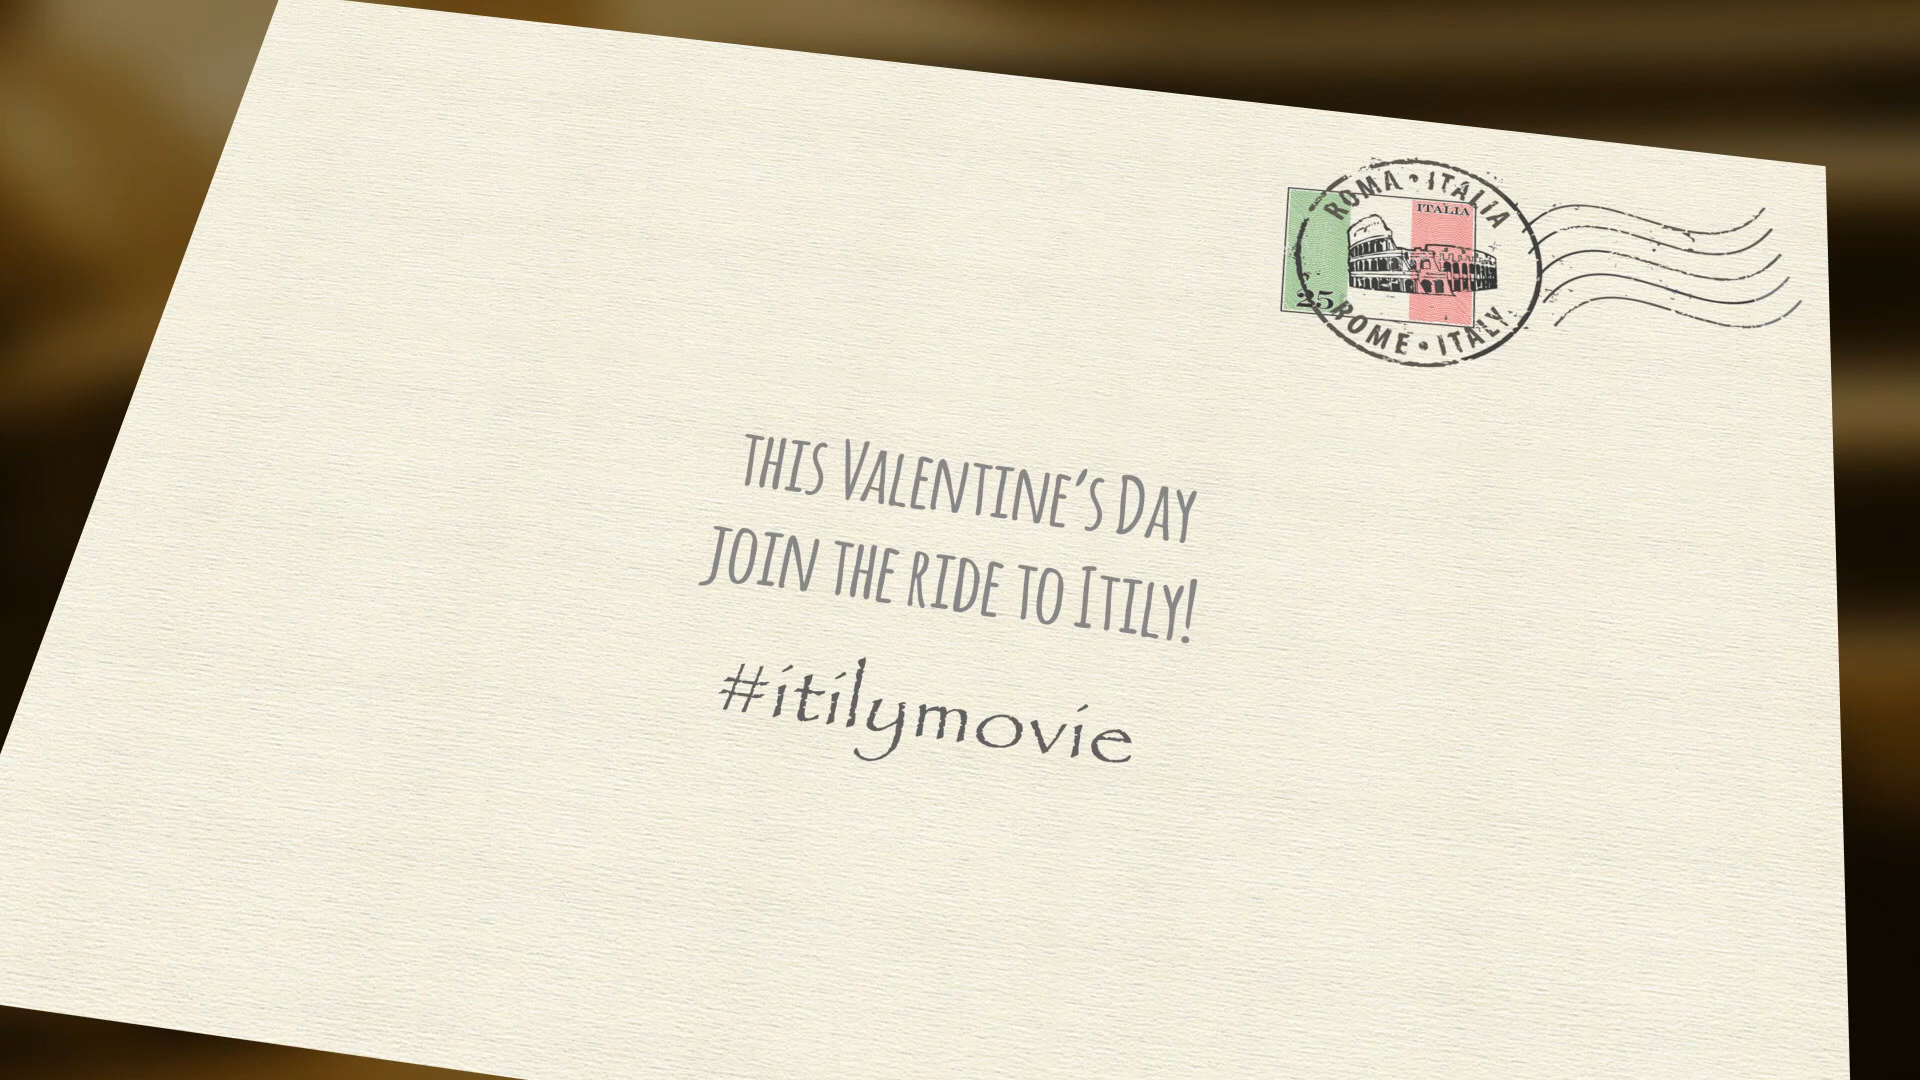 ROMA • ITALIA
ITALIA
25
ROME • ITALY
THIS VALENTINE'S DAY
JOIN THE RIDE TO ITILY!
#itilymovie